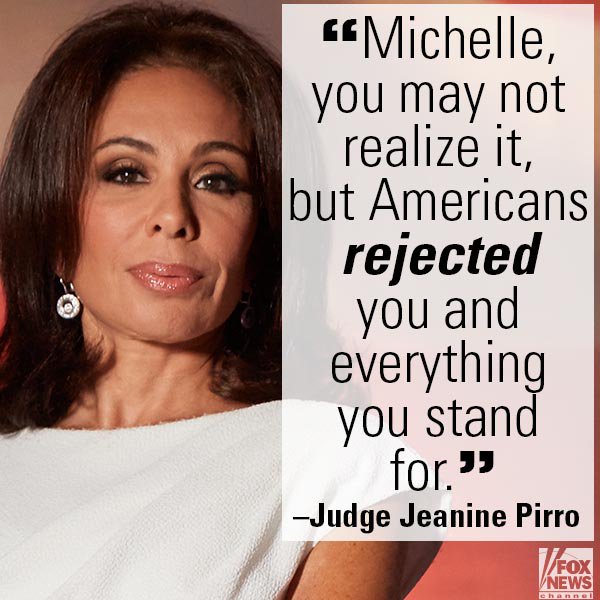 “Michelle,
you may not
realize it,
but Americans
rejected
you and
everything
you stand
for.”
–Judge Jeanine Pirro
FOX
NEWS
channel